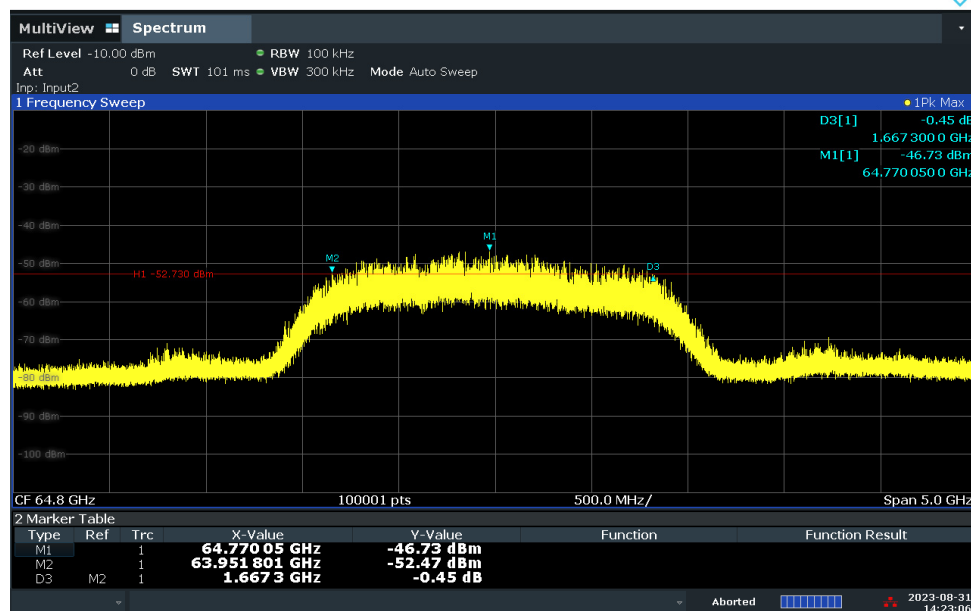 MultiView Spectrum
Ref Level -10.00 dBm RBW 100 kHz
Att 0 dB SWT 101 ms VBW 300 kHz Mode Auto Sweep
Inp: Input2
1 Frequency Sweep 1Pk Max
D3[1] -0.45 dB
1.667 300 0 GHz
M1[1] -46.73 dBm
64.770 050 0 GHz
-20 dBm
-30 dBm
-40 dBm
M1
-50 dBm
M2
D3
H1 -52.730 dBm
-60 dBm
-70 dBm
-80 dBm
-90 dBm
-100 dBm
CF 64.8 GHz 100001 pts 500.0 MHz/ Span 5.0 GHz
2 Marker Table
Type Ref Trc X-Value Y-Value Function Function Result
M1 1 64.770 05 GHz -46.73 dBm
M2 1 63.951 801 GHz -52.47 dBm
D3 M2 1 1.667 3 GHz -0.45 dB
Aborted 2023-08-31
14:23:06